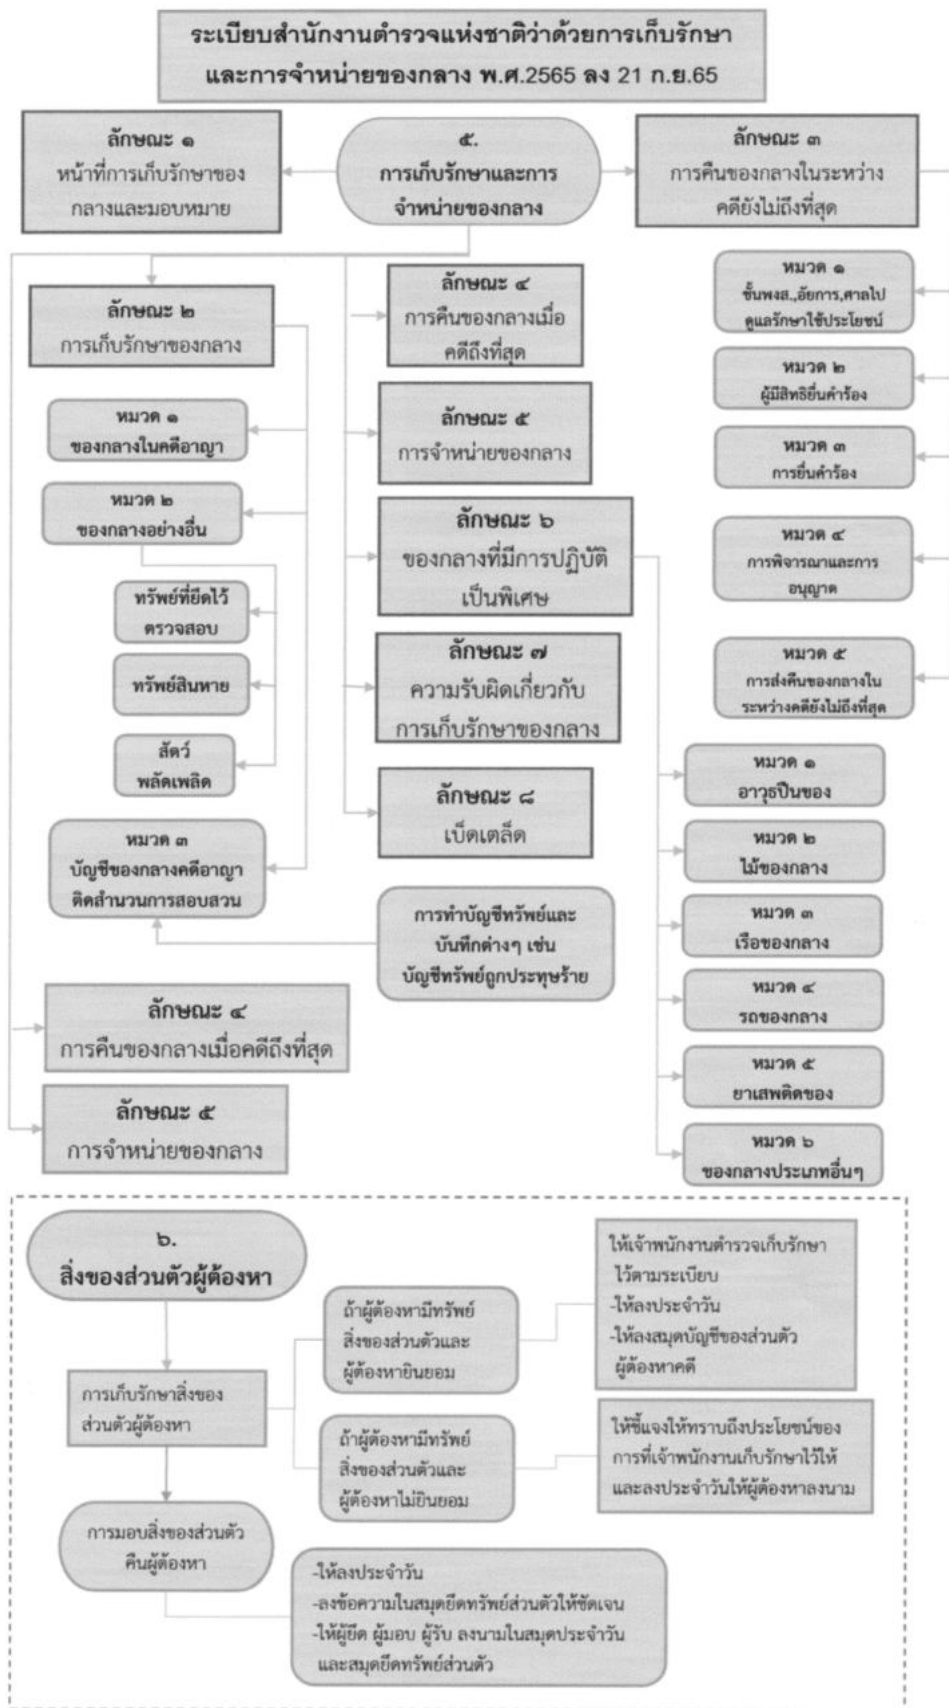 ระเบียบสำนักงานตำรวจแห่งชาติว่าด้วยการเก็บรักษา
และการจำหน่ายของกลาง พ.ศ.2565 ลง 21 ก.ย.65
ลักษณะ ๑
หน้าที่การเก็บรักษาของ
กลางและมอบหมาย
๕.
การเก็บรักษาและการ
จำหน่ายของกลาง
ลักษณะ ๓
การคืนของกลางในระหว่าง
คดียังไม่ถึงที่สุด
หมวด ๑
ชั้นพงส.,อัยการ,ศาลไป
ดูแลรักษาใช้ประโยชน์
หมวด ๒
ผู้มีสิทธิยื่นคำร้อง
หมวด ๓
การยื่นคำร้อง
หมวด ๔
การพิจารณาและการ
อนุญาต
หมวด ๕
การส่งคืนของกลางใน
ระหว่างคดียังไม่ถึงที่สุด
ลักษณะ ๒
การเก็บรักษาของกลาง
หมวด ๑
ของกลางในคดีอาญา
หมวด ๒
ของกลางอย่างอื่น
ทรัพย์ที่ยึดไว้
ตรวจสอบ
ทรัพย์สินหาย
สัตว์
พลัดเพลิด
หมวด ๓
บัญชีของกลางคดีอาญา
ติดสำนวนการสอบสวน
ลักษณะ ๔
การคืนของกลางเมื่อ
คดีถึงที่สุด
ลักษณะ ๕
การจำหน่ายของกลาง
ลักษณะ ๖
ของกลางที่มีการปฏิบัติ
เป็นพิเศษ
ลักษณะ ๗
ความรับผิดเกี่ยวกับ
การเก็บรักษาของกลาง
ลักษณะ ๘
เบ็ดเตล็ด
การทำบัญชีทรัพย์และ
บันทึกต่างๆ เช่น
บัญชีทรัพย์ถูกประทุษร้าย
หมวด ๑
อาวุธปืนของ
หมวด ๒
ไม้ของกลาง
หมวด ๓
เรือของกลาง
หมวด ๔
รถของกลาง
หมวด ๕
ยาเสพติดของ
หมวด ๖
ของกลางประเภทอื่นๆ
ลักษณะ ๔
การคืนของกลางเมื่อคดีถึงที่สุด
ลักษณะ ๕
การจำหน่ายของกลาง
๖.
สิ่งของส่วนตัวผู้ต้องหา
การเก็บรักษาสิ่งของ
ส่วนตัวผู้ต้องหา
ถ้าผู้ต้องหามีทรัพย์
สิ่งของส่วนตัวและ
ผู้ต้องหายินยอม
ให้เจ้าพนักงานตำรวจเก็บรักษา
ไว้ตามระเบียบ
-ให้ลงประจำวัน
-ให้ลงสมุดบัญชีของส่วนตัว
ผู้ต้องหาคดี
ถ้าผู้ต้องหามีทรัพย์
สิ่งของส่วนตัวและ
ผู้ต้องหาไม่ยินยอม
ให้ชี้แจงให้ทราบถึงประโยชน์ของ
การที่เจ้าพนักงานเก็บรักษาไว้ให้
และลงประจำวันให้ผู้ต้องหาลงนาม
การมอบสิ่งของส่วนตัว
คืนผู้ต้องหา
-ให้ลงประจำวัน
-ลงข้อความในสมุดยึดทรัพย์ส่วนตัวให้ชัดเจน
-ให้ผู้ยึด ผู้มอบ ผู้รับ ลงนามในสมุดประจำวัน
และสมุดยึดทรัพย์ส่วนตัว